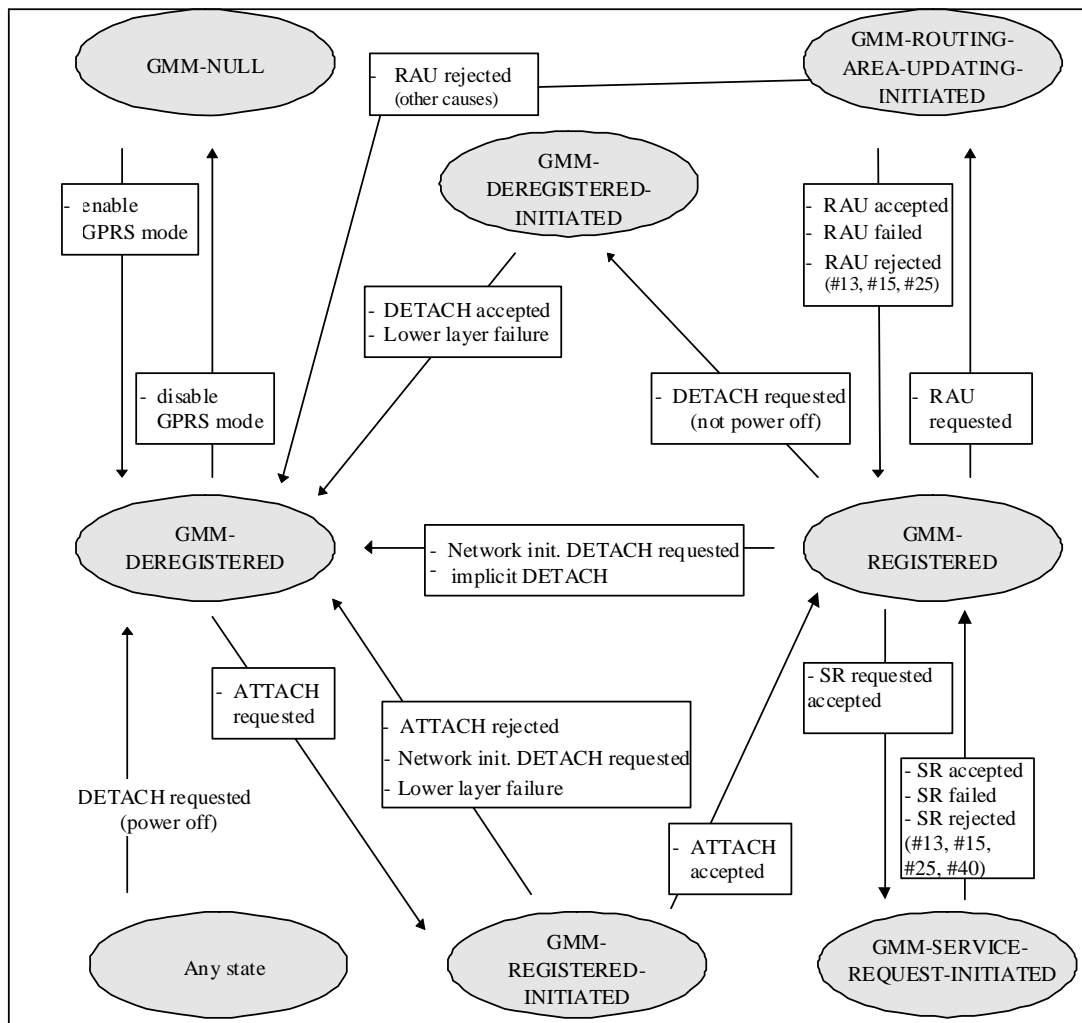 GMM-NULL
GMM-ROUTING-
AREA-UPDATING-
INITIATED
- RAU rejected
(other causes)
GMM-
DEREGISTERED-
INITIATED
- enable
GPRS mode
- RAU accepted
- RAU failed
- RAU rejected
(#13, #15, #25)
- DETACH accepted
- Lower layer failure
- disable
GPRS mode
- DETACH requested
(not power off)
- RAU
requested
GMM-
DEREGISTERED
- Network init. DETACH requested
- implicit DETACH
GMM-
REGISTERED
- ATTACH
requested
- ATTACH rejected
- Network init. DETACH requested
- Lower layer failure
- SR requested
accepted
DETACH requested
(power off)
- ATTACH
accepted
- SR accepted
- SR failed
- SR rejected
(#13, #15,
#25, #40)
Any state
GMM-
REGISTERED-
INITIATED
GMM-SERVICE-
REQUEST-INITIATED